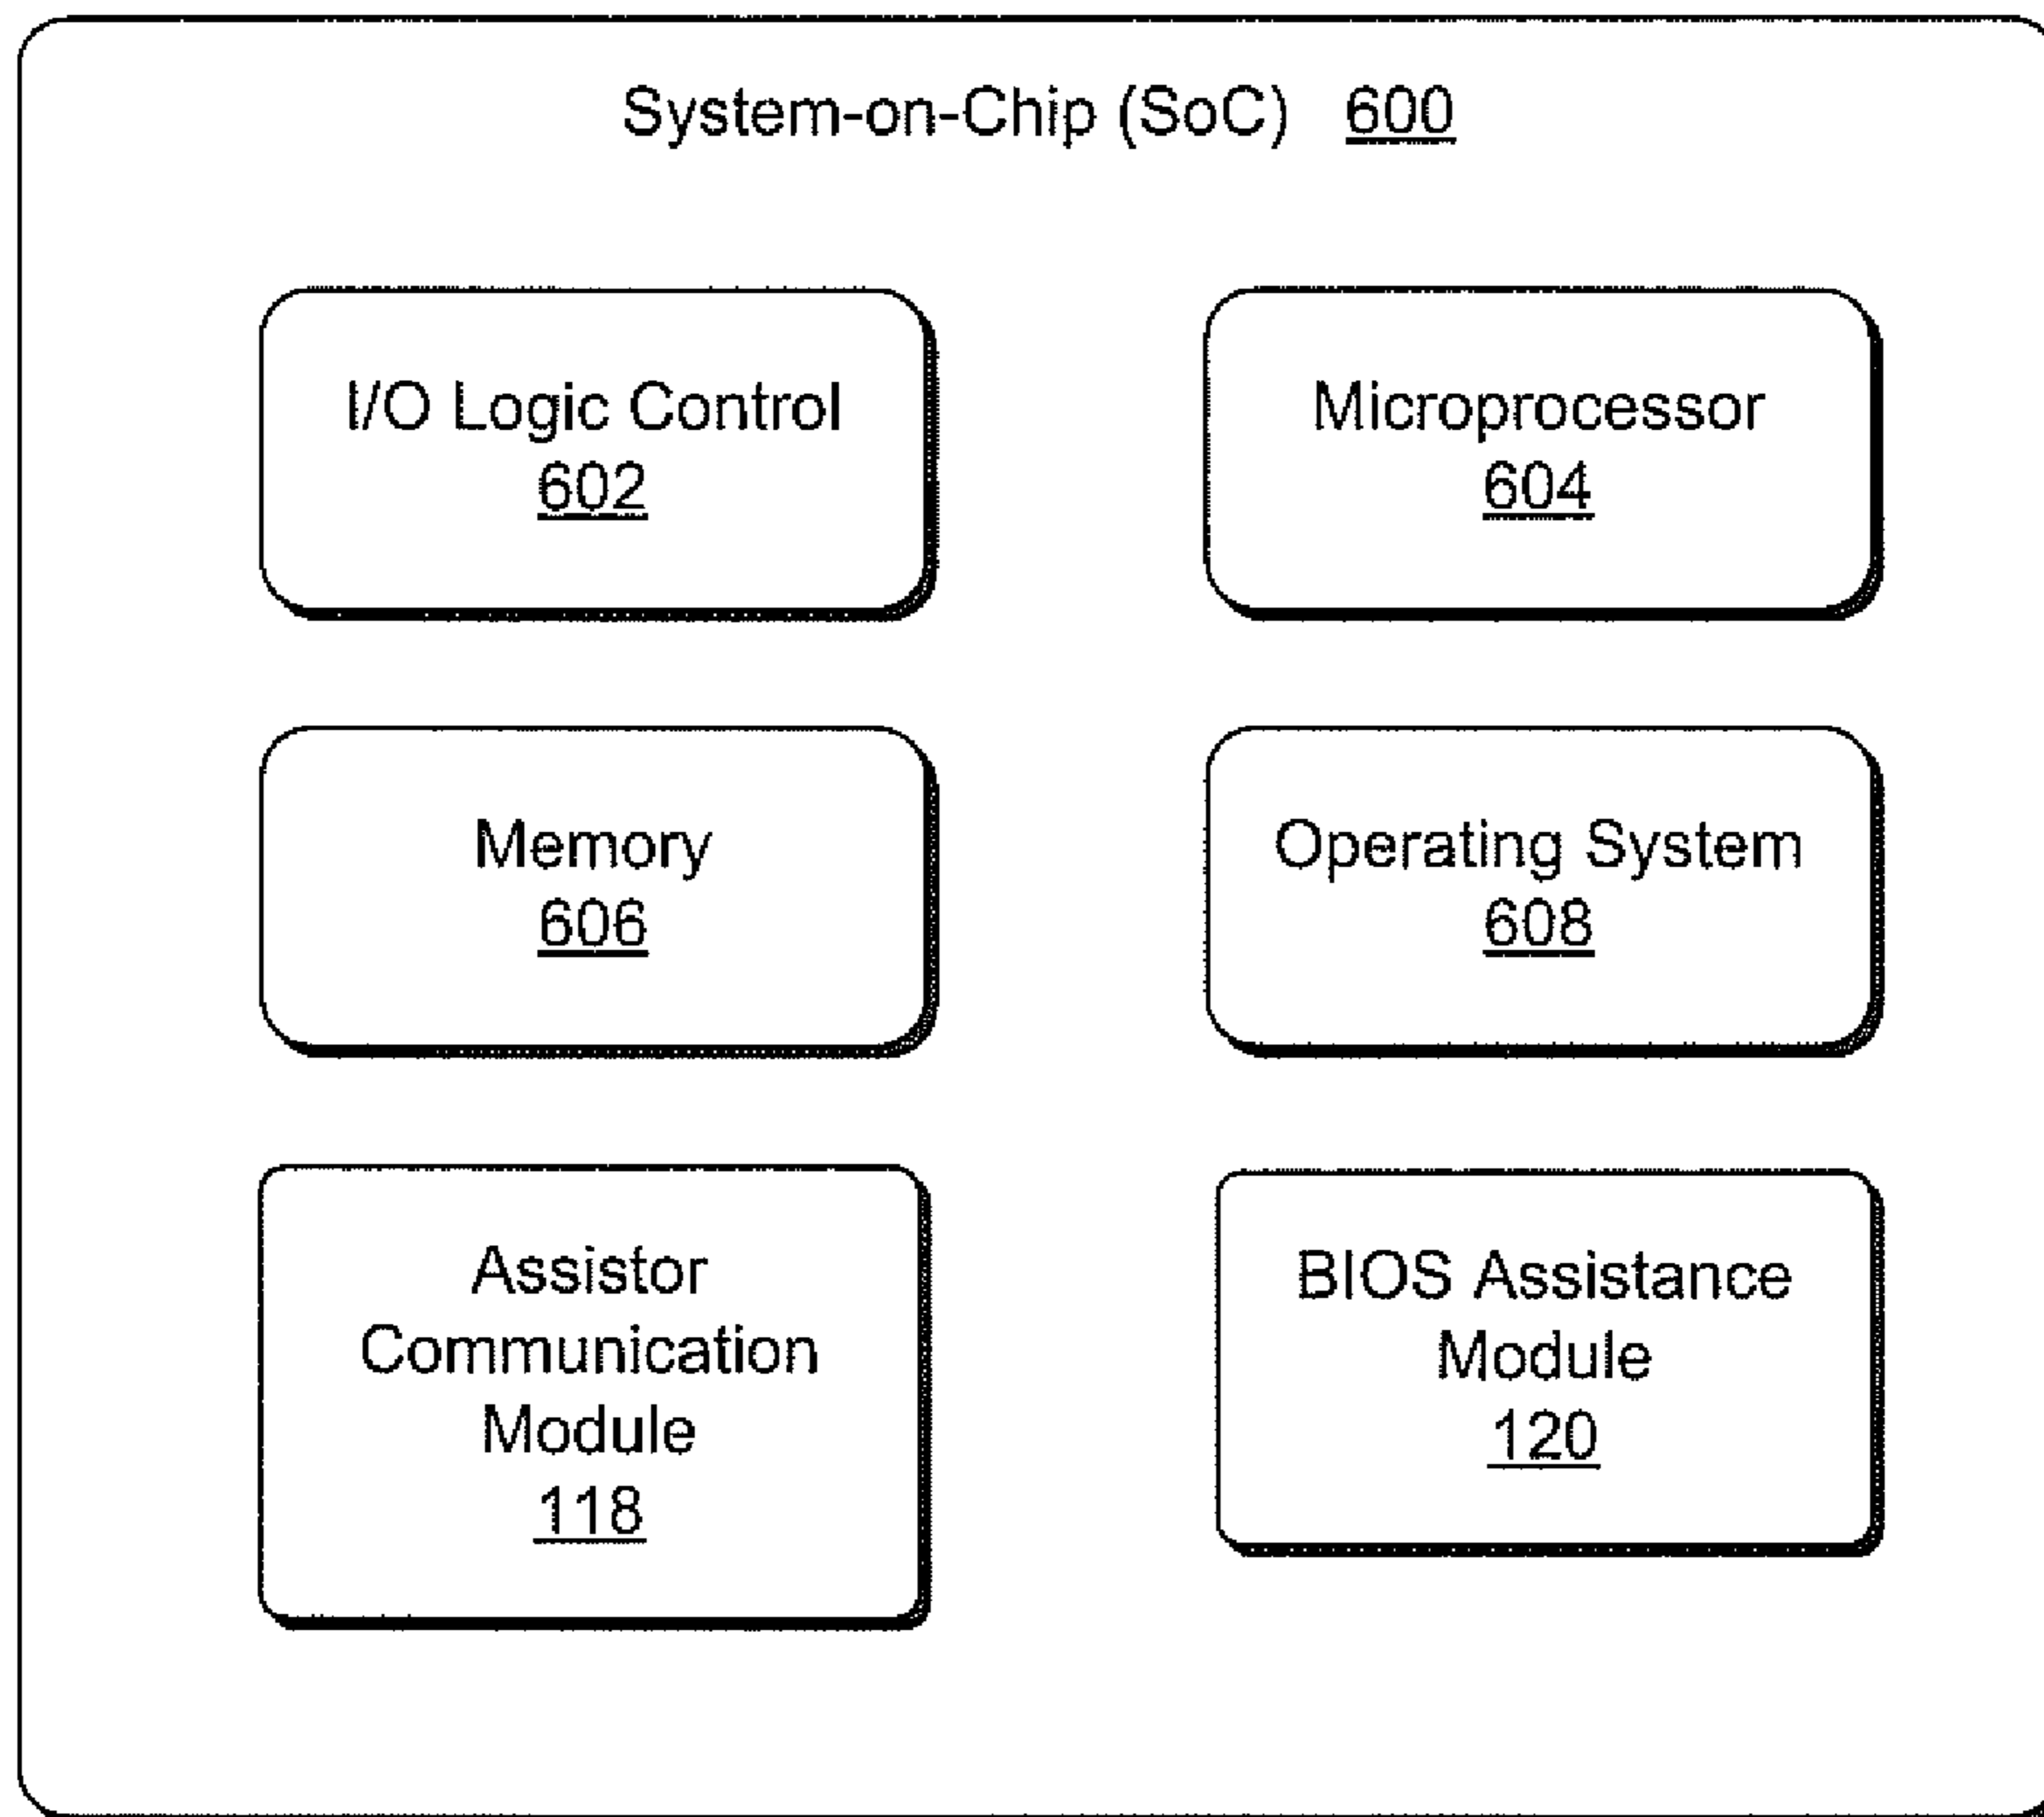 System-on-Chip (SoC) 600
I/O Logic Control
602
Microprocessor
604
Memory
606
Operating System
608
Assistor
Communication
Module
118
BIOS Assistance
Module
120